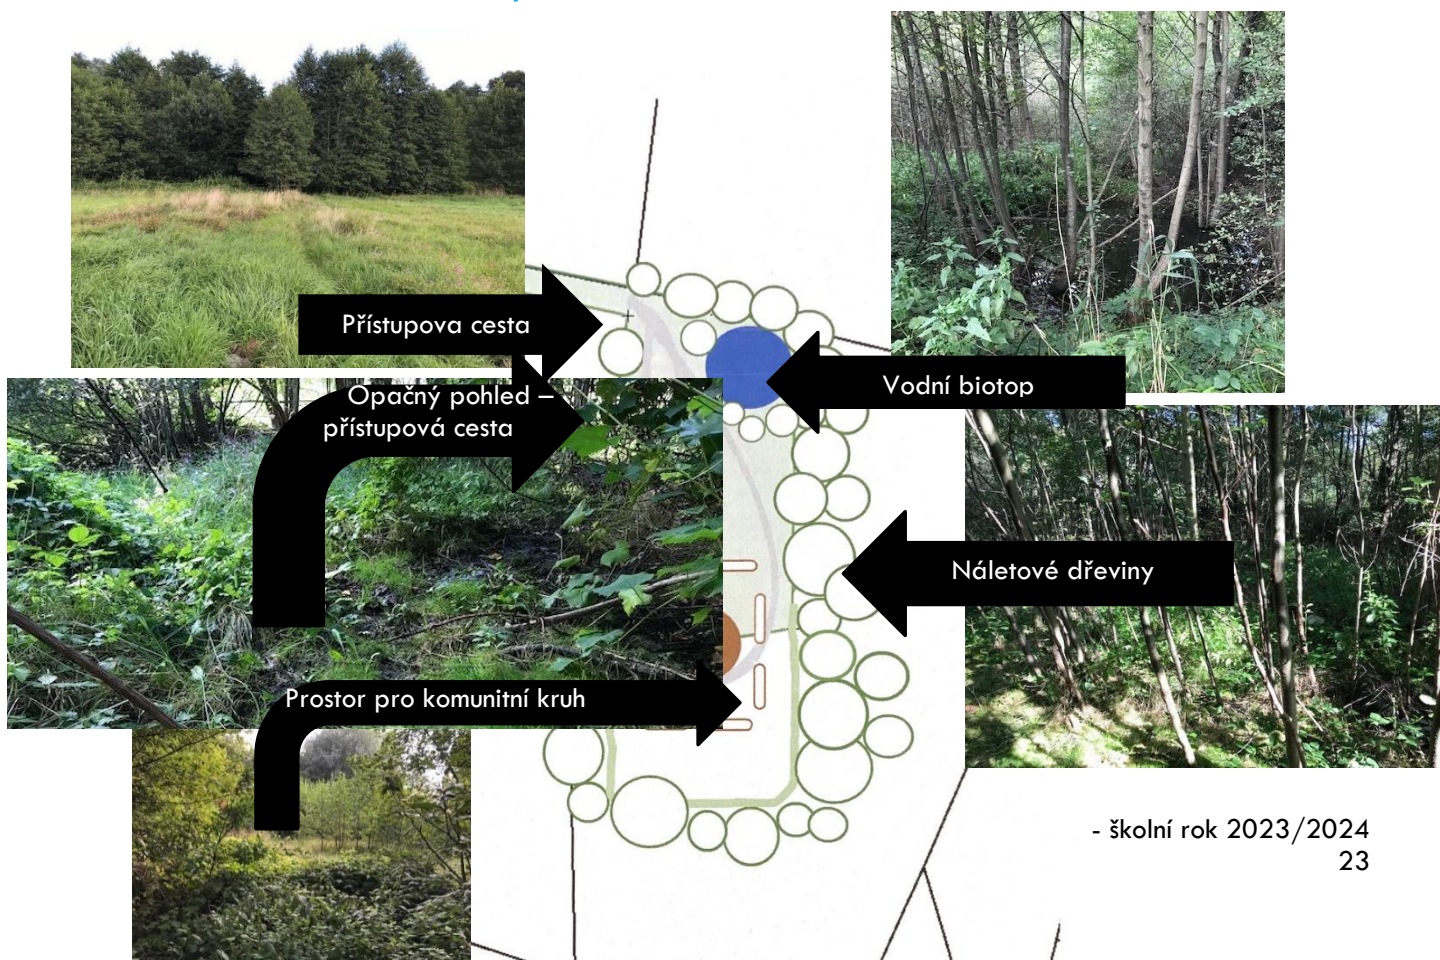 Přístupova cesta
Opačný pohled –
přístupová cesta
Vodní biotop
Náletové dřeviny
Prostor pro komunitní kruh
- školní rok 2023/2024
23